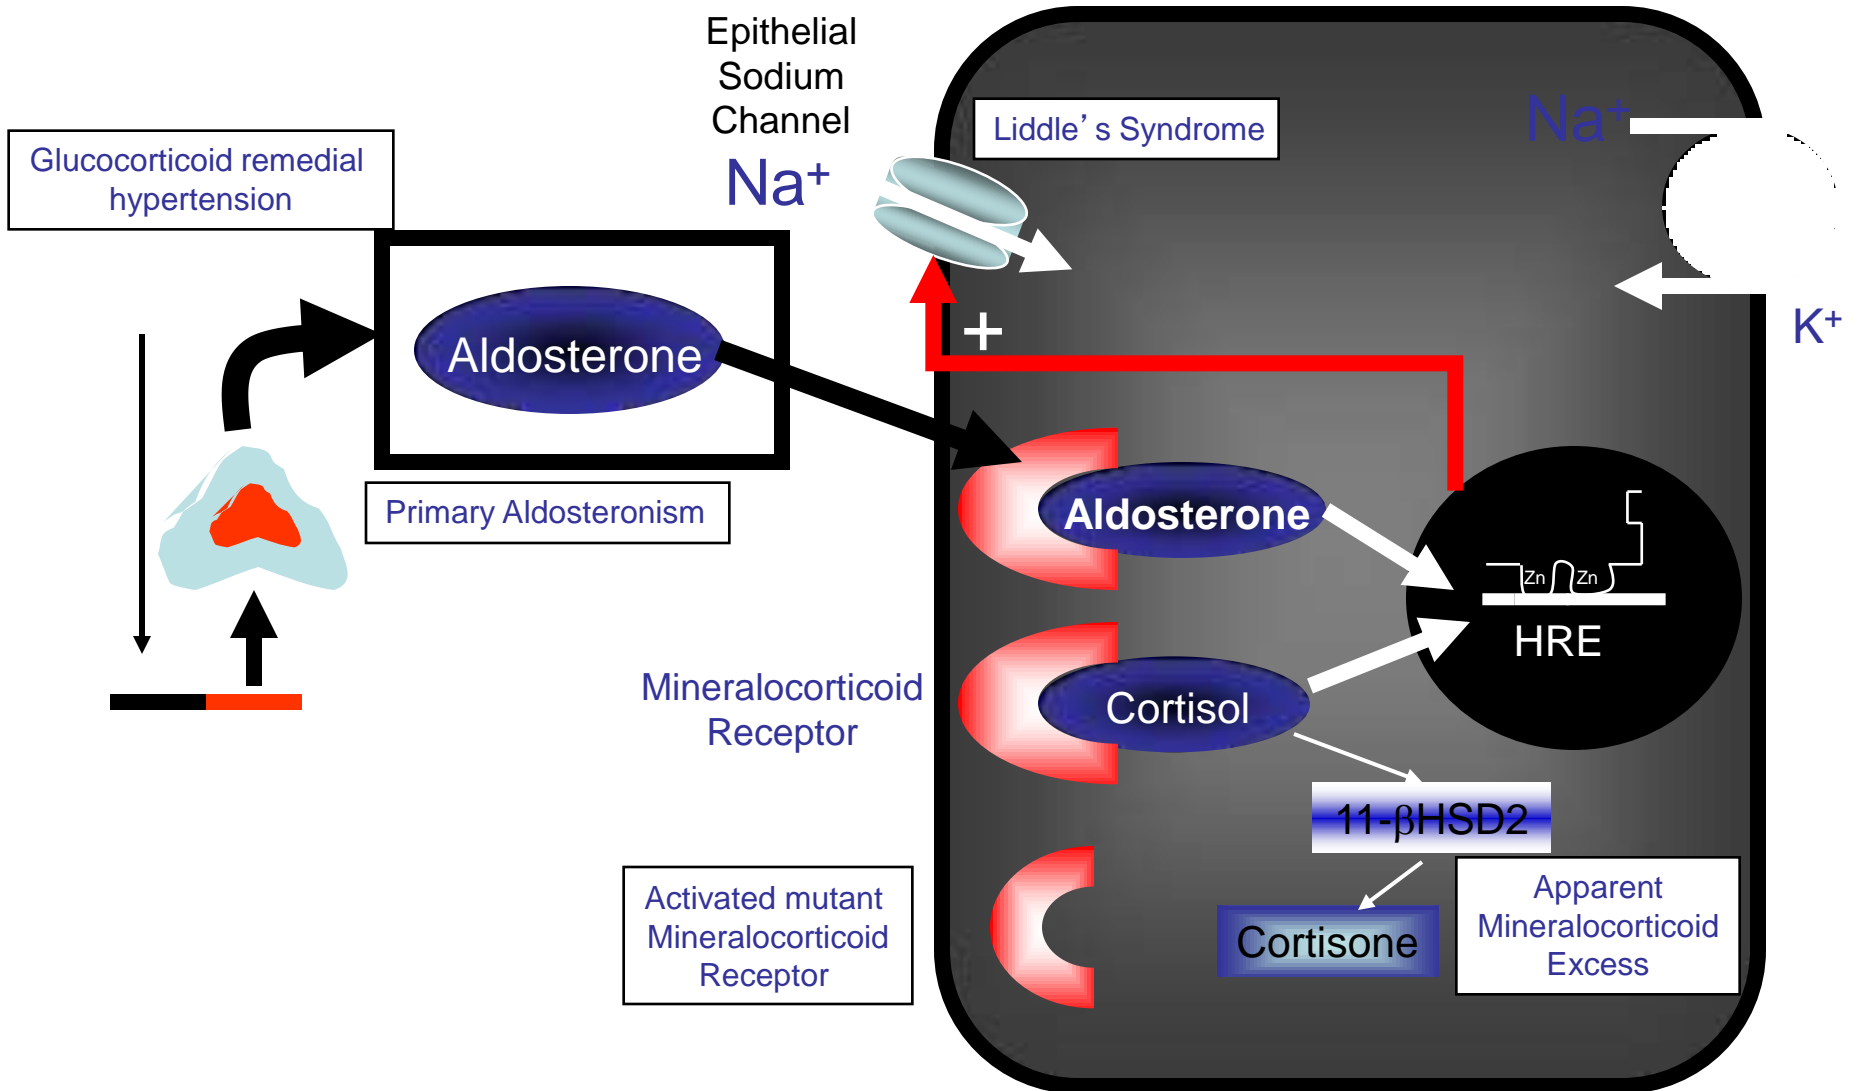 Epithelial
Sodium
Channel
Na+
Liddle's Syndrome
Na+
K+
Glucocorticoid remedial
hypertension
Aldosterone
Primary Aldosteronism
+
Aldosterone
Zn Zn
HRE
Mineralocorticoid
Receptor
Cortisol
11-βHSD2
Cortisone
Apparent
Mineralocorticoid
Excess
Activated mutant
Mineralocorticoid
Receptor